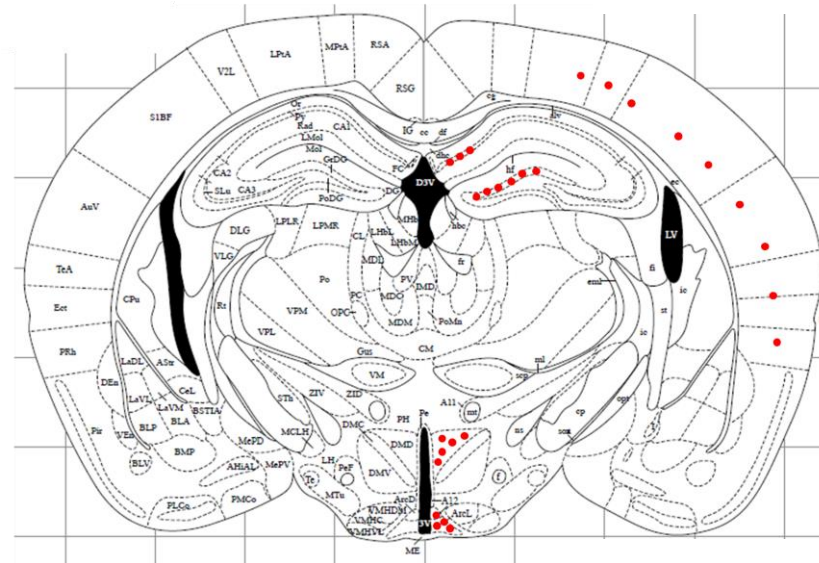 RSA
MPtA
LPtA
V2L
RSG
S1BF
cg
Or
Py
Rad
CA1
LMol
Mol
IG
cc
df
alv
GrDG
FC
dhc
hf
CA2
SLu
CA3
PoDG
DG
D3V
ec
AuV
MHb
hbc
DLG
LPLR
LPMR
CL
LHbL
LHbM
LV
VLG
MDL
fr
fi
TeA
Po
PV
IMD
eml
ic
Ect
CPu
Rt
VPM
PC
MDC
st
OPC
PoMn
MDM
VPL
ic
PRh
CM
Gus
ml
LaDL
AStr
VM
scp
DEn
CeL
STh
ZIV
ZID
A11
LaVL
LaVM
BSTIA
Pe
mt
cp
opt
Pir
VEn
BLP
BLA
MCLH
DMC
PH
ns
sox
MePD
DMD
BLV
BMP
MePV
LH
PeF
AHiAL
Te
DMV
f
PLCo
PMCo
MTu
ArcD
A12
VMHDM
ArcL
VMHC
3V
VMHVL
ME